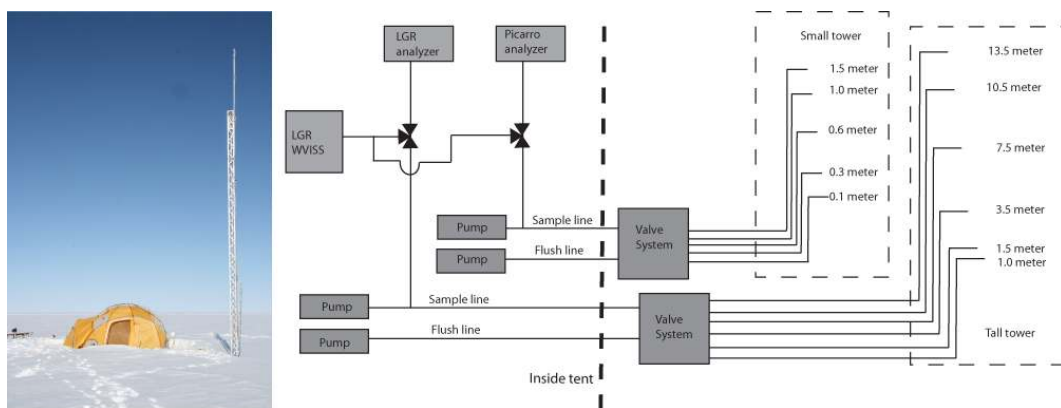 LGR
analyzer
Picarro
analyzer
Small tower
1.5 meter
1.0 meter
0.6 meter
0.3 meter
0.1 meter
13.5 meter
10.5 meter
7.5 meter
3.5 meter
1.5 meter
1.0 meter
Tall tower
LGR
WVISS
Pump
Sample line
Pump
Flush line
Valve
System
Pump
Sample line
Pump
Flush line
Valve
System
Inside tent